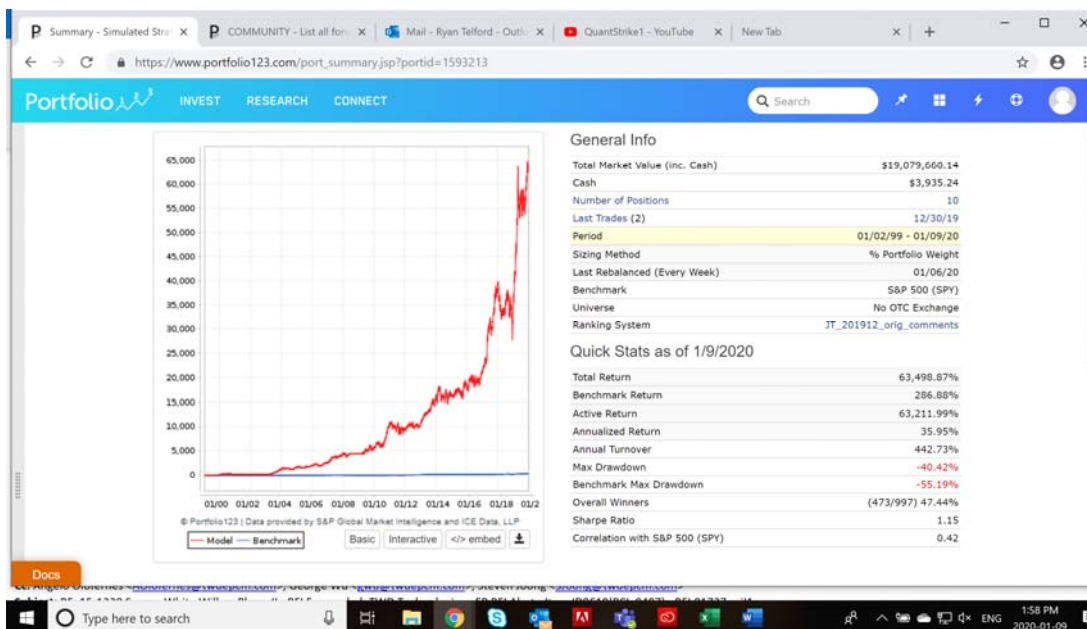 Summary - Simulated Stra
COMMUNITY - List all for
Mail - Ryan Telford - Outlo
QuantStrike1 - YouTube
New Tab
https://www.portfolio123.com/port_summary.jsp?portid=1593213
Portfolio123
INVEST RESEARCH CONNECT
Search
65,000
60,000
55,000
50,000
45,000
40,000
35,000
30,000
25,000
20,000
15,000
10,000
5,000
0
01/00 01/02 01/04 01/06 01/08 01/10 01/12 01/14 01/16 01/18 01/2
© Portfolio123 | Data provided by S&P Global Market Intelligence and ICE Data, LLP
Model Benchmark
Basic Interactive </> embed
General Info
Total Market Value (inc. Cash) $19,079,660.14
Cash $3,935.24
Number of Positions 10
Last Trades (2) 12/30/19
Period 01/02/99 - 01/09/20
Sizing Method % Portfolio Weight
Last Rebalanced (Every Week) 01/06/20
Benchmark S&P 500 (SPY)
Universe No OTC Exchange
Ranking System JT_201912_orig_comments
Quick Stats as of 1/9/2020
Total Return 63,498.87%
Benchmark Return 286.88%
Active Return 63,211.99%
Annualized Return 35.95%
Annual Turnover 442.73%
Max Drawdown -40.42%
Benchmark Max Drawdown -55.19%
Overall Winners (473/997) 47.44%
Sharpe Ratio 1.15
Correlation with S&P 500 (SPY) 0.42
Docs
Type here to search
ENG
1:58 PM
2020-01-09